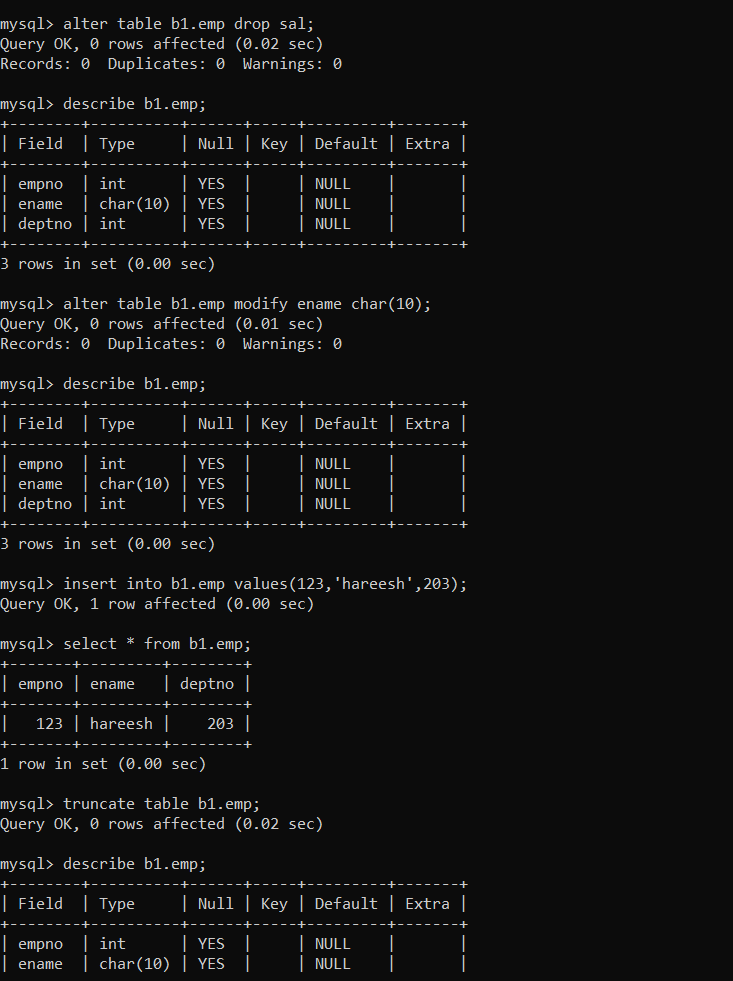 mysql> alter table b1.emp drop sal;
Query OK, 0 rows affected (0.02 sec)
Records: 0  Duplicates: 0  Warnings: 0

mysql> describe b1.emp;
+--------+----------+------+-----+---------+-------+
| Field  | Type     | Null | Key | Default | Extra |
+--------+----------+------+-----+---------+-------+
| empno  | int      | YES  |     | NULL    |       |
| ename  | char(10) | YES  |     | NULL    |       |
| deptno | int      | YES  |     | NULL    |       |
+--------+----------+------+-----+---------+-------+
3 rows in set (0.00 sec)

mysql> alter table b1.emp modify ename char(10);
Query OK, 0 rows affected (0.01 sec)
Records: 0  Duplicates: 0  Warnings: 0

mysql> describe b1.emp;
+--------+----------+------+-----+---------+-------+
| Field  | Type     | Null | Key | Default | Extra |
+--------+----------+------+-----+---------+-------+
| empno  | int      | YES  |     | NULL    |       |
| ename  | char(10) | YES  |     | NULL    |       |
| deptno | int      | YES  |     | NULL    |       |
+--------+----------+------+-----+---------+-------+
3 rows in set (0.00 sec)

mysql> insert into b1.emp values(123,'hareesh',203);
Query OK, 1 row affected (0.00 sec)

mysql> select * from b1.emp;
+-------+---------+--------+
| empno | ename   | deptno |
+-------+---------+--------+
|   123 | hareesh |    203 |
+-------+---------+--------+
1 row in set (0.00 sec)

mysql> truncate table b1.emp;
Query OK, 0 rows affected (0.02 sec)

mysql> describe b1.emp;
+--------+----------+------+-----+---------+-------+
| Field  | Type     | Null | Key | Default | Extra |
+--------+----------+------+-----+---------+-------+
| empno  | int      | YES  |     | NULL    |       |
| ename  | char(10) | YES  |     | NULL    |       |